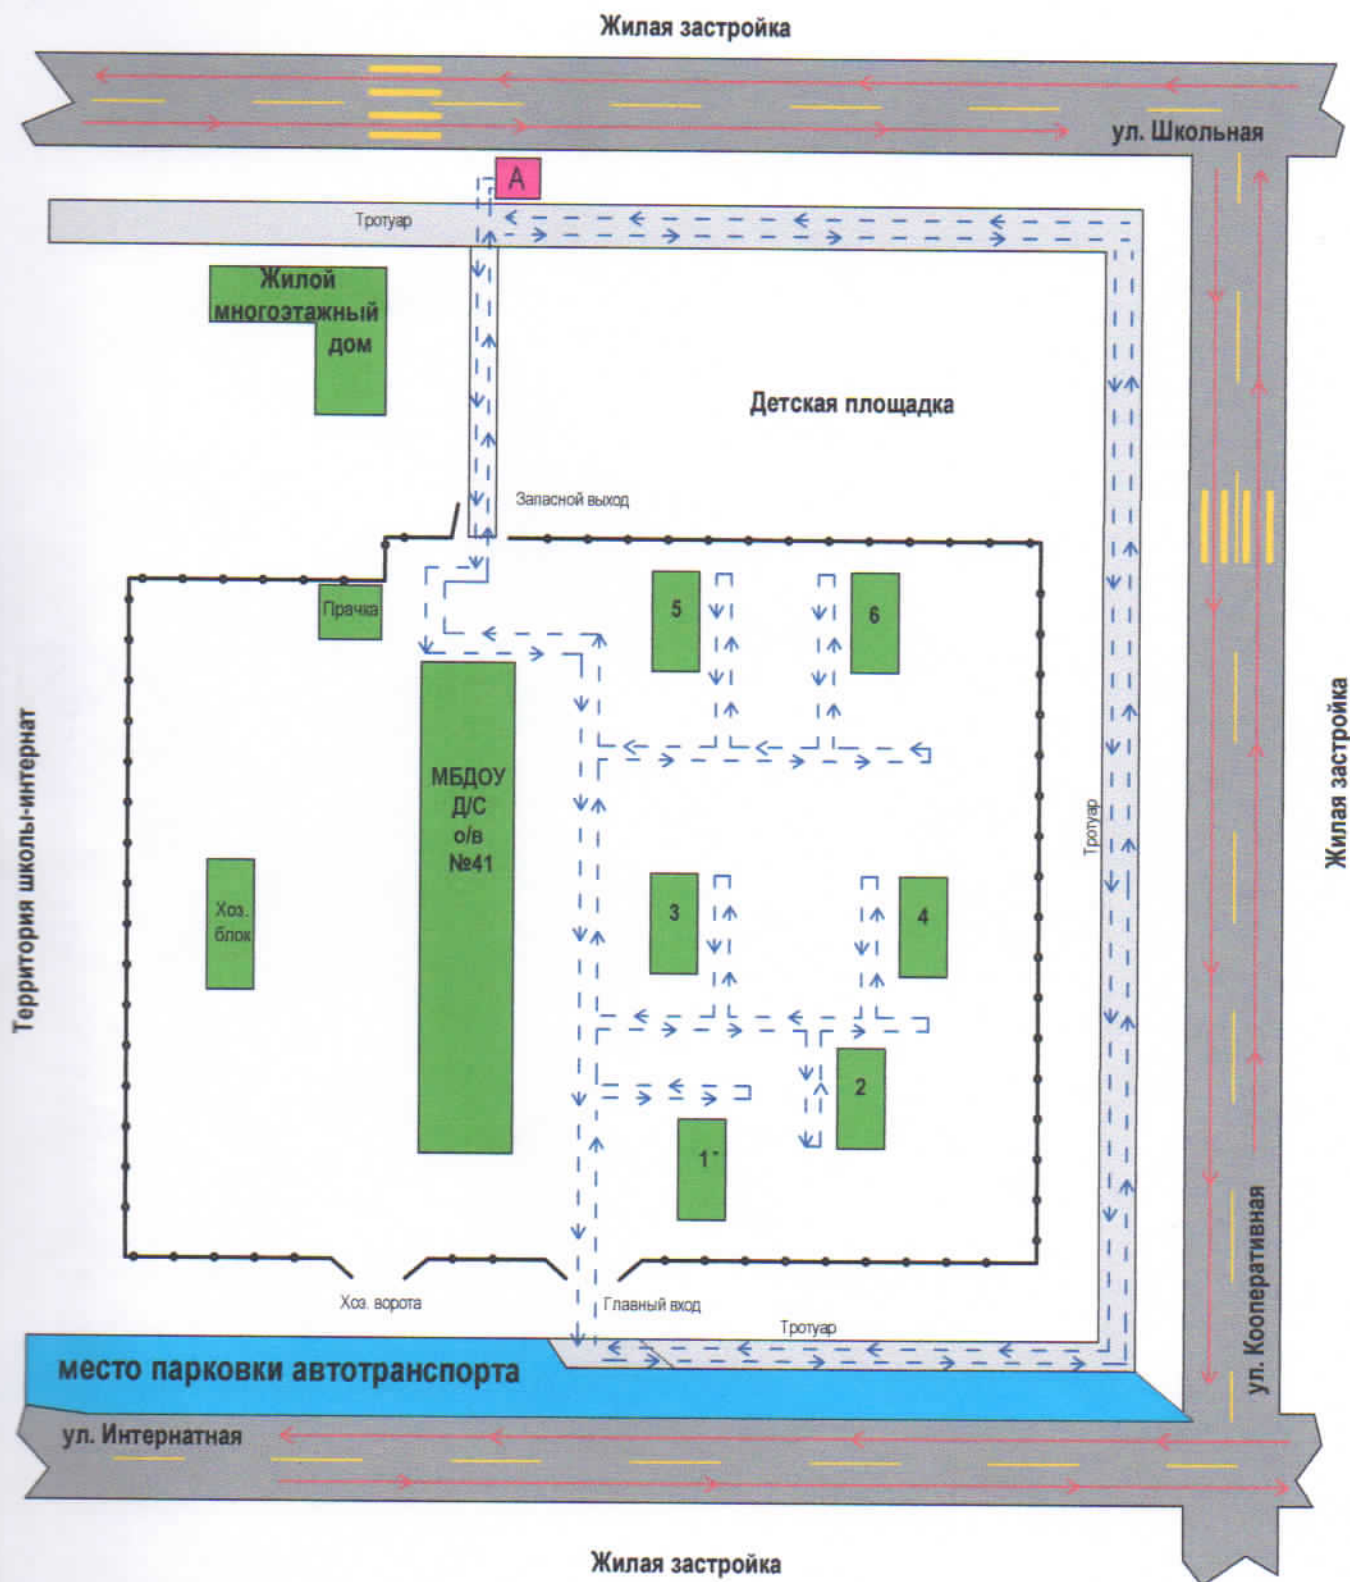 Жилая застройка
ул. Школьная
А
Тротуар
Жилой
многоэтажный
дом
Детская площадка
Запасной выход
Прачка
5
6
МБДОУ
Д/С
о/в
№41
Территория школы-интернат
Жилая застройка
Тротуар
Хоз.
блок
3
4
2
1
ул. Кооперативная
Хоз. ворота
Главный вход
Тротуар
место парковки автотранспорта
ул. Интернатная
Жилая застройка